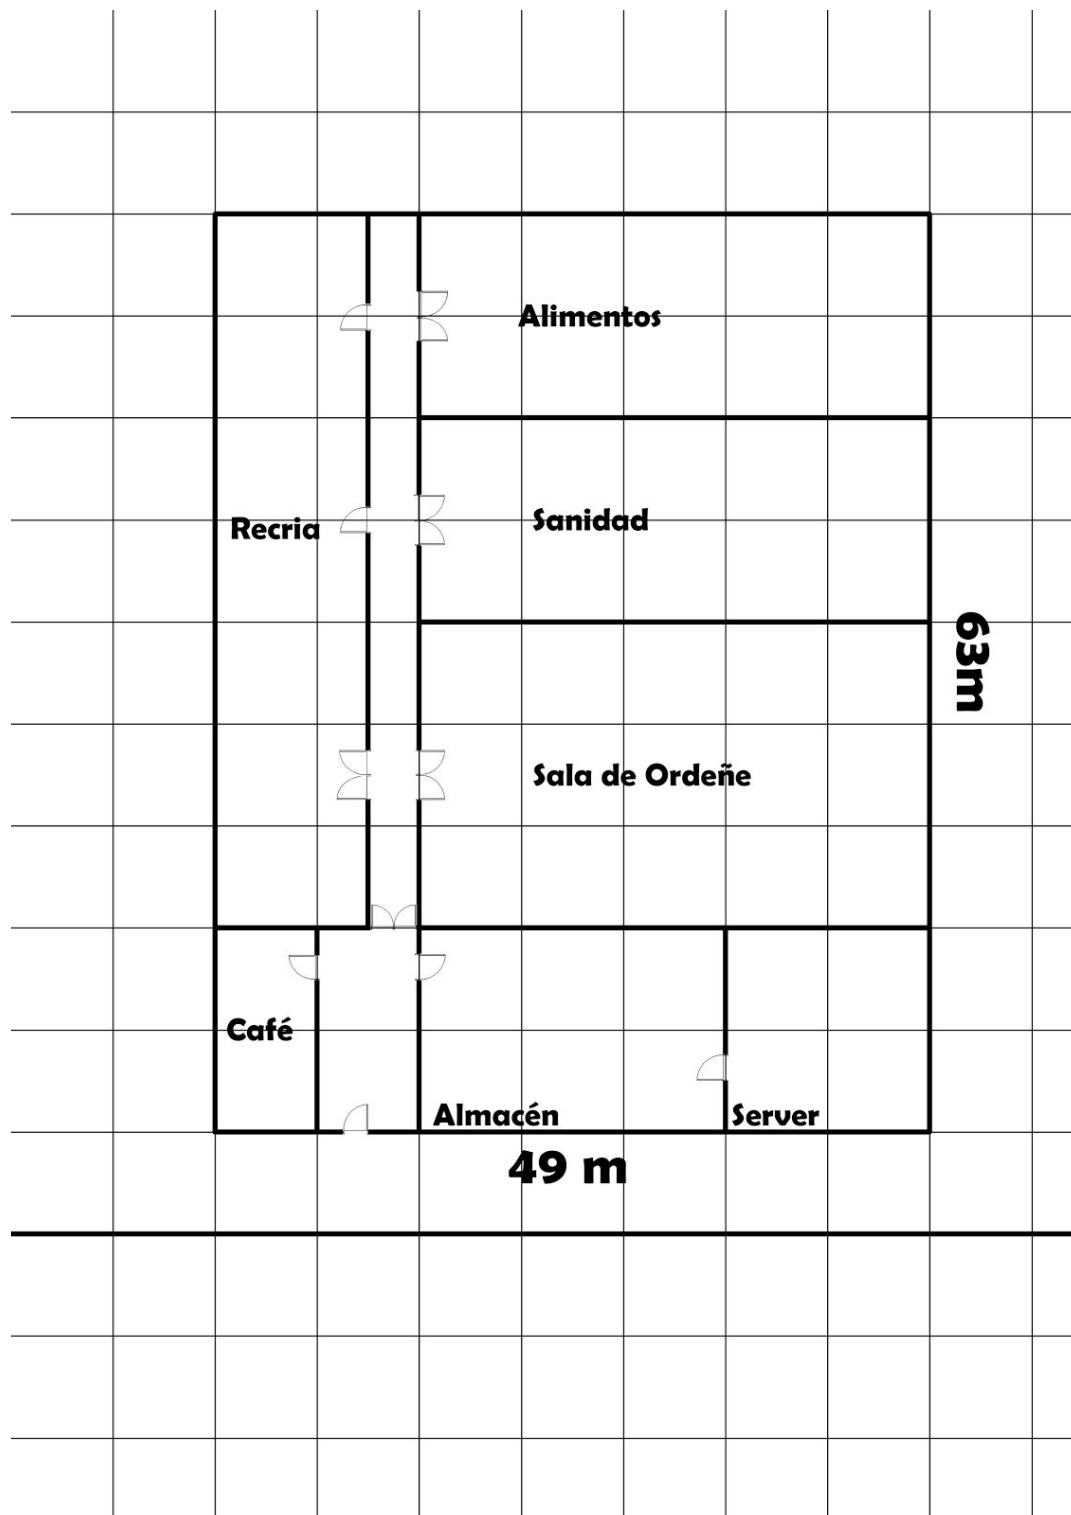 Alimentos
Recria
Sanidad
63m
Sala de Ordeñe
Café
Almacén
Server
49 m